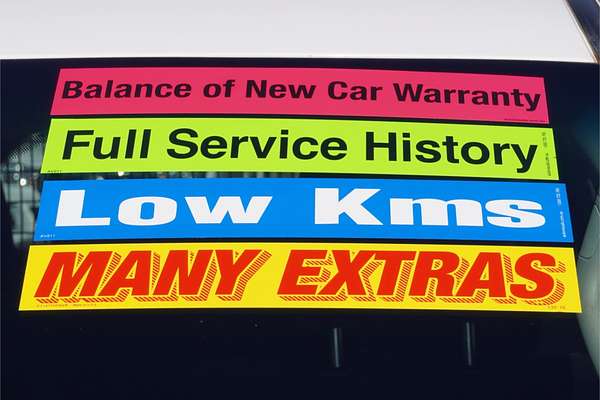 Balance of New Car Warranty
Full Service History
Low Kms
MANY EXTRAS